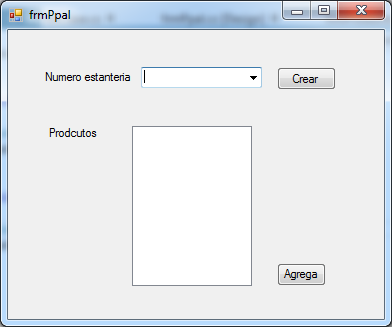 frmPpal
Numero estanteria
Crear
Prodcutos
Agrega